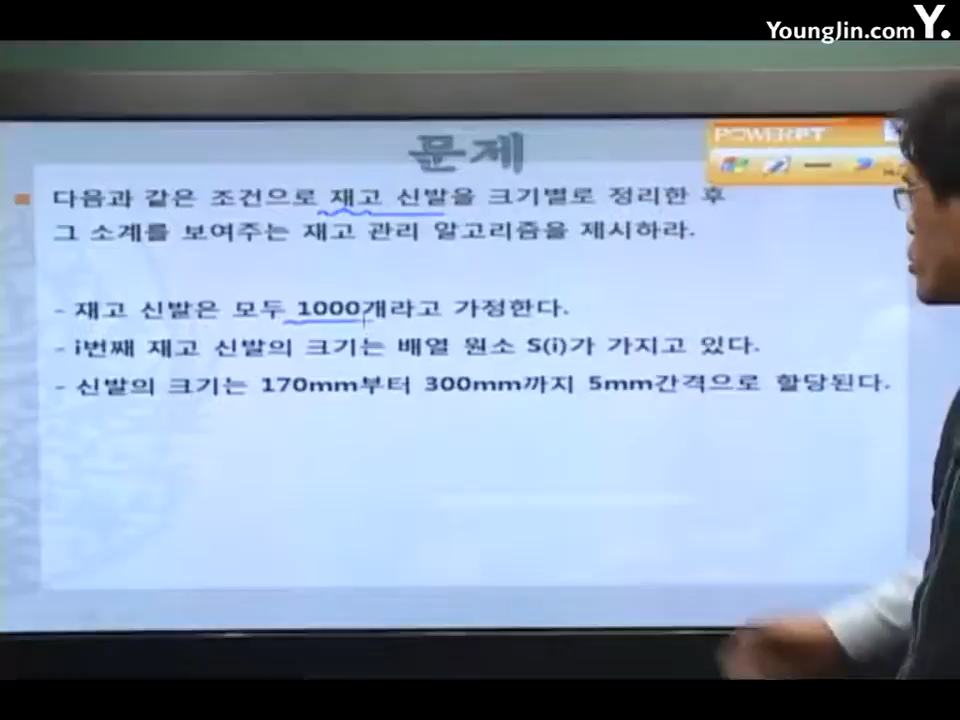 YoungJin.com Y.
문제
POWERPT
다음과 같은 조건으로 재고 신발을 크기별로 정리한 후
그 소계를 보여주는 재고 관리 알고리즘을 제시하라.
- 재고 신발은 모두 1000개라고 가정한다.
- i번째 재고 신발의 크기는 배열 원소 S(i)가 가지고 있다.
- 신발의 크기는 170mm부터 300mm까지 5mm간격으로 할당된다.